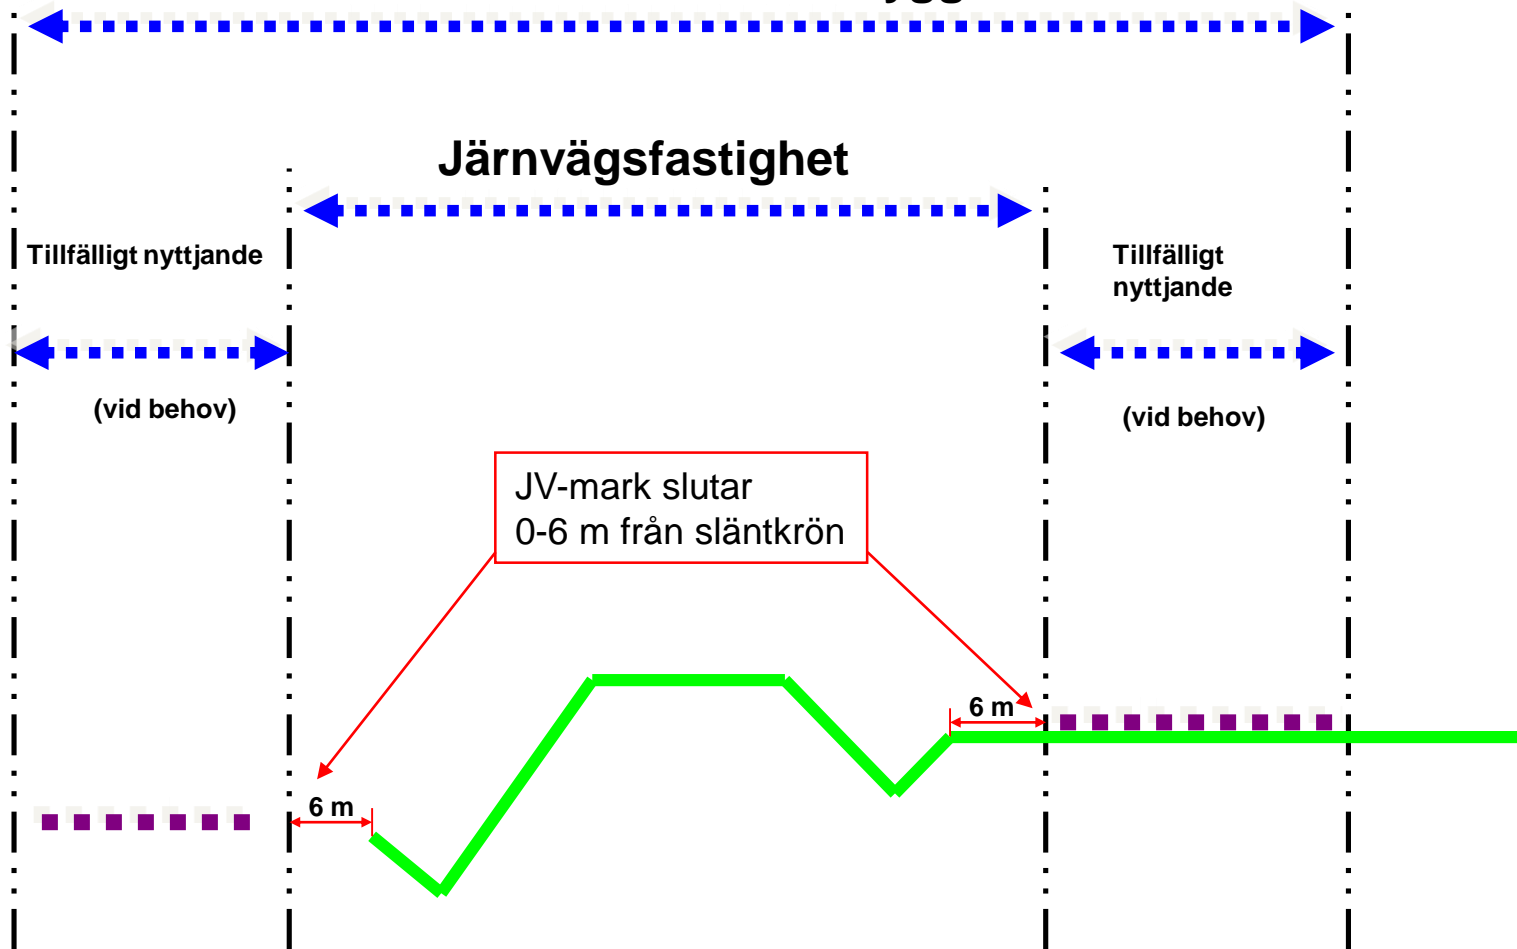 Järnvägsfastighet
Tillfälligt nyttjande
Tillfälligt
nyttjande
(vid behov)
(vid behov)
JV-mark slutar
0-6 m från släntkrön
6 m
6 m